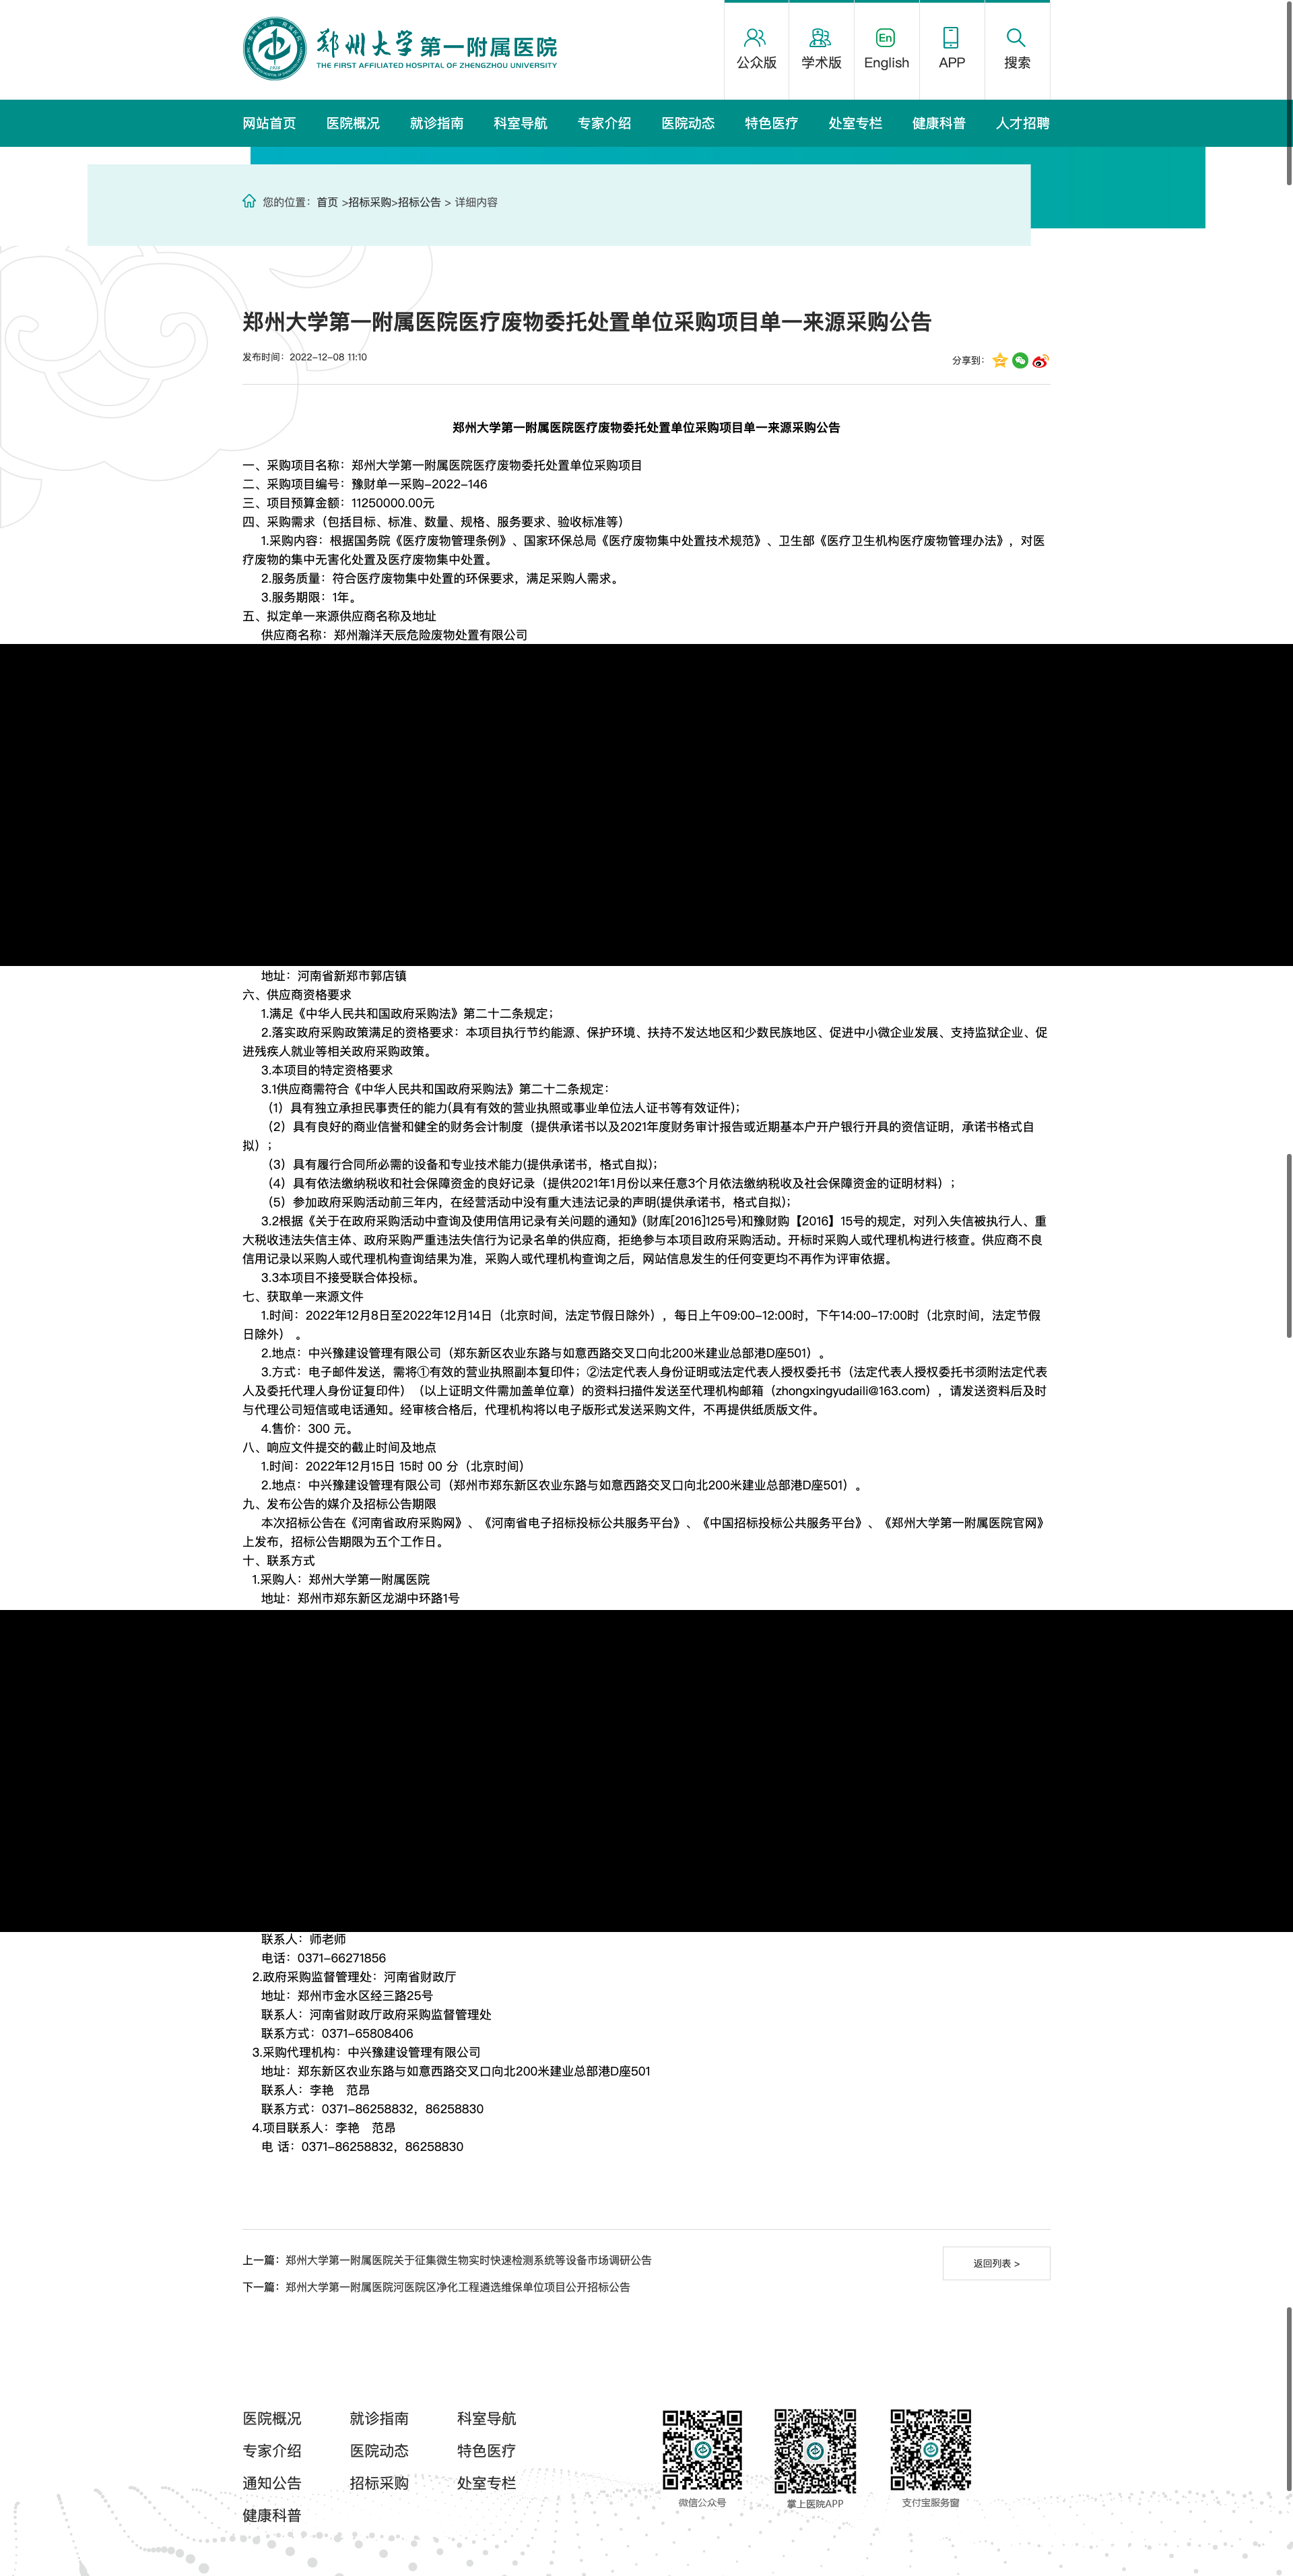 郑州大学第一附属医院
THE FIRST AFFILIATED HOSPITAL OF ZHENGZHOU UNIVERSITY
公众版 学术版 English APP 搜索
网站首页 医院概况 就诊指南 科室导航 专家介绍 医院动态 特色医疗 处室专栏 健康科普 人才招聘
您的位置：首页 >招标采购>招标公告 > 详细内容
郑州大学第一附属医院医疗废物委托处置单位采购项目单一来源采购公告
发布时间：2022-12-08 11:10
分享到：
郑州大学第一附属医院医疗废物委托处置单位采购项目单一来源采购公告
一、采购项目名称：郑州大学第一附属医院医疗废物委托处置单位采购项目
二、采购项目编号：豫财单一采购-2022-146
三、项目预算金额：11250000.00元
四、采购需求（包括目标、标准、数量、规格、服务要求、验收标准等）
1.采购内容：根据国务院《医疗废物管理条例》、国家环保总局《医疗废物集中处置技术规范》、卫生部《医疗卫生机构医疗废物管理办法》，对医
疗废物的集中无害化处置及医疗废物集中处置。
2.服务质量：符合医疗废物集中处置的环保要求，满足采购人需求。
3.服务期限：1年。
五、拟定单一来源供应商名称及地址
供应商名称：郑州瀚洋天辰危险废物处置有限公司
地址：河南省新郑市郭店镇
六、供应商资格要求
1.满足《中华人民共和国政府采购法》第二十二条规定；
2.落实政府采购政策满足的资格要求：本项目执行节约能源、保护环境、扶持不发达地区和少数民族地区、促进中小微企业发展、支持监狱企业、促
进残疾人就业等相关政府采购政策。
3.本项目的特定资格要求
3.1供应商需符合《中华人民共和国政府采购法》第二十二条规定：
（1）具有独立承担民事责任的能力(具有有效的营业执照或事业单位法人证书等有效证件)；
（2）具有良好的商业信誉和健全的财务会计制度（提供承诺书以及2021年度财务审计报告或近期基本户开户银行开具的资信证明，承诺书格式自
拟）；
（3）具有履行合同所必需的设备和专业技术能力(提供承诺书，格式自拟)；
（4）具有依法缴纳税收和社会保障资金的良好记录（提供2021年1月份以来任意3个月依法缴纳税收及社会保障资金的证明材料）；
（5）参加政府采购活动前三年内，在经营活动中没有重大违法记录的声明(提供承诺书，格式自拟)；
3.2根据《关于在政府采购活动中查询及使用信用记录有关问题的通知》(财库[2016]125号)和豫财购【2016】15号的规定，对列入失信被执行人、重
大税收违法失信主体、政府采购严重违法失信行为记录名单的供应商，拒绝参与本项目政府采购活动。开标时采购人或代理机构进行核查。供应商不良
信用记录以采购人或代理机构查询结果为准，采购人或代理机构查询之后，网站信息发生的任何变更均不再作为评审依据。
3.3本项目不接受联合体投标。
七、获取单一来源文件
1.时间：2022年12月8日至2022年12月14日（北京时间，法定节假日除外），每日上午09:00-12:00时，下午14:00-17:00时（北京时间，法定节假
日除外） 。
2.地点：中兴豫建设管理有限公司（郑东新区农业东路与如意西路交叉口向北200米建业总部港D座501）。
3.方式：电子邮件发送，需将①有效的营业执照副本复印件；②法定代表人身份证明或法定代表人授权委托书（法定代表人授权委托书须附法定代表
人及委托代理人身份证复印件）（以上证明文件需加盖单位章）的资料扫描件发送至代理机构邮箱（zhongxingyudaili@163.com），请发送资料后及时
与代理公司短信或电话通知。经审核合格后，代理机构将以电子版形式发送采购文件，不再提供纸质版文件。
4.售价：300 元。
八、响应文件提交的截止时间及地点
1.时间：2022年12月15日 15时 00 分（北京时间）
2.地点：中兴豫建设管理有限公司（郑州市郑东新区农业东路与如意西路交叉口向北200米建业总部港D座501）。
九、发布公告的媒介及招标公告期限
本次招标公告在《河南省政府采购网》、《河南省电子招标投标公共服务平台》、《中国招标投标公共服务平台》、《郑州大学第一附属医院官网》
上发布，招标公告期限为五个工作日。
十、联系方式
1.采购人：郑州大学第一附属医院
地址：郑州市郑东新区龙湖中环路1号
联系人：师老师
电话：0371-66271856
2.政府采购监督管理处：河南省财政厅
地址：郑州市金水区经三路25号
联系人：河南省财政厅政府采购监督管理处
联系方式：0371-65808406
3.采购代理机构：中兴豫建设管理有限公司
地址：郑东新区农业东路与如意西路交叉口向北200米建业总部港D座501
联系人：李艳　范昂
联系方式：0371-86258832，86258830
4.项目联系人：李艳　范昂
电 话：0371-86258832，86258830
上一篇：郑州大学第一附属医院关于征集微生物实时快速检测系统等设备市场调研公告
返回列表 >
下一篇：郑州大学第一附属医院河医院区净化工程遴选维保单位项目公开招标公告
医院概况 就诊指南 科室导航
专家介绍 医院动态 特色医疗
通知公告 招标采购 处室专栏
健康科普
微信公众号 掌上医院APP 支付宝服务窗